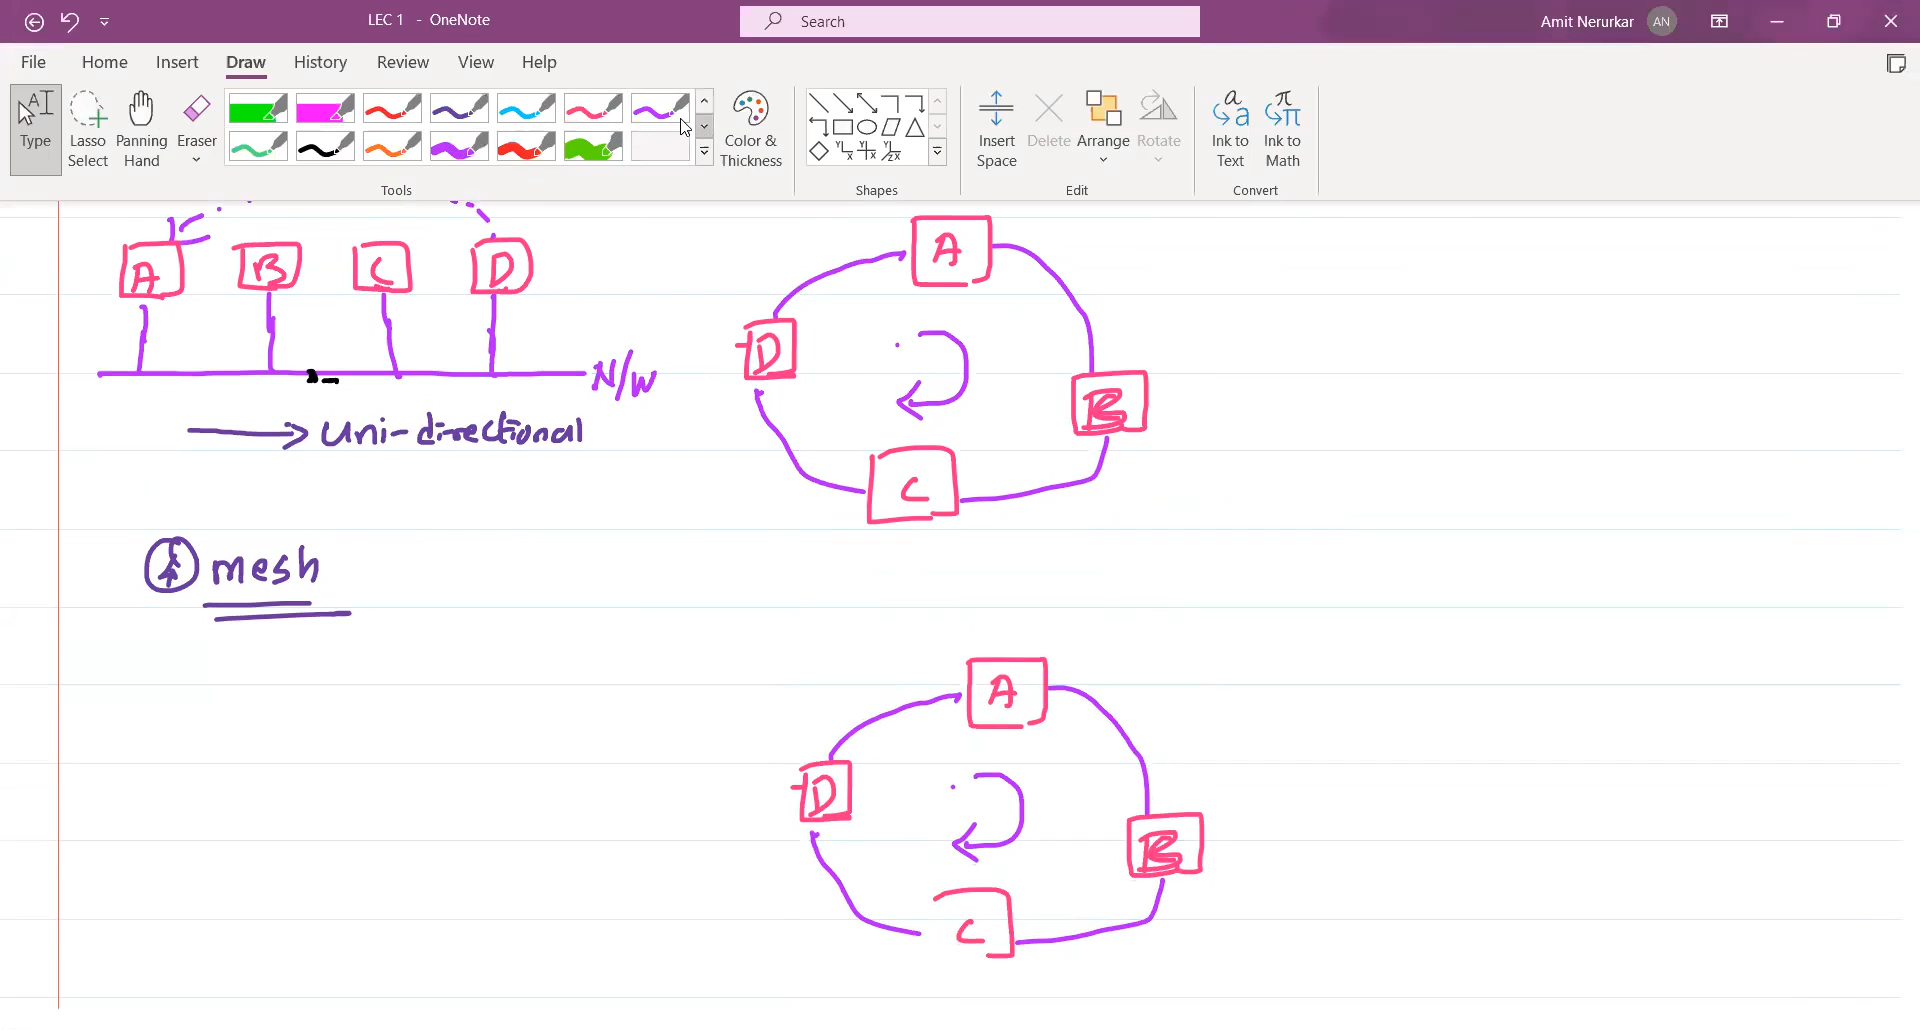 LEC 1 - OneNote
Search
Amit Nerurkar
AN
File Home Insert Draw History Review View Help
Type
Lasso Select
Panning Hand
Eraser
Color & Thickness
Insert Space
Delete
Arrange
Rotate
Ink to Text
Ink to Math
Tools
Shapes
Edit
Convert
A B C D
N/W
Uni-directional
A
D
B
C
mesh
A
D
B
C